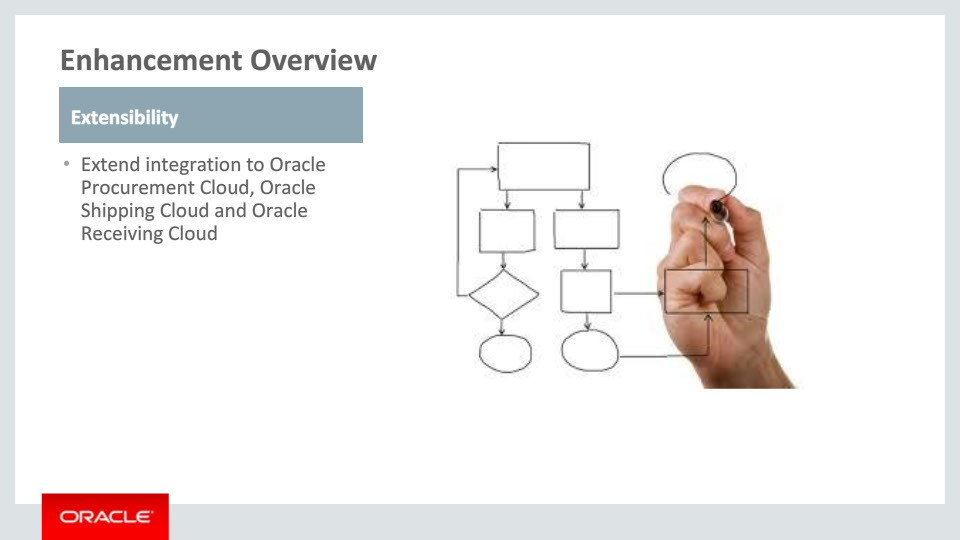 Enhancement Overview
Extensibility
• Extend integration to Oracle
Procurement Cloud, Oracle
Shipping Cloud and Oracle
Receiving Cloud
ORACLE